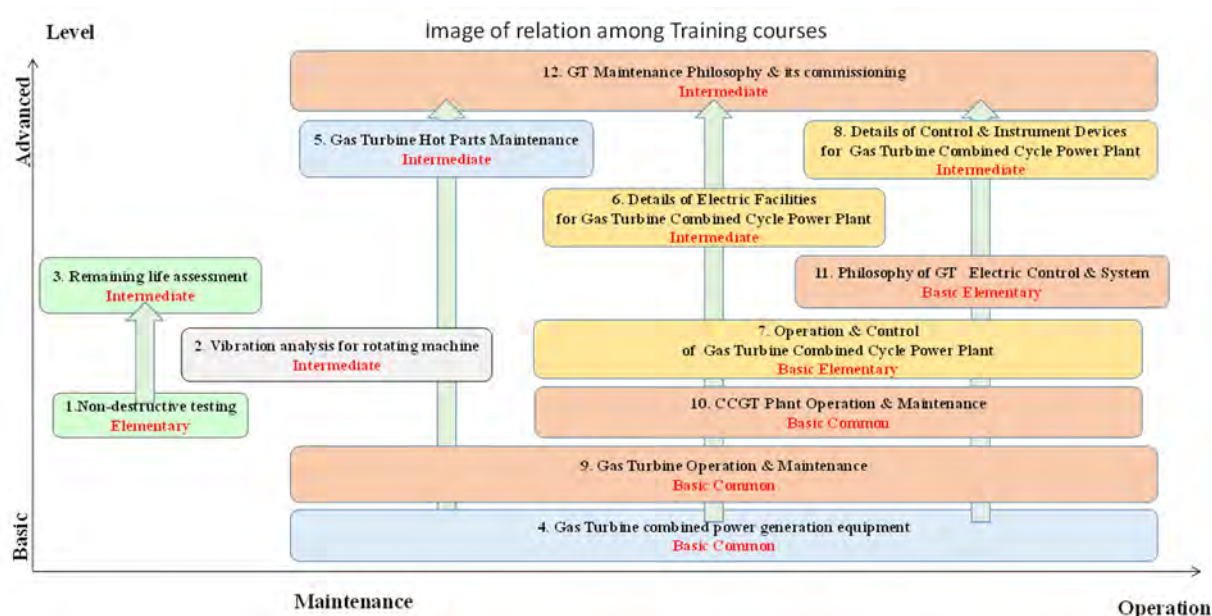 Level
Image of relation among Training courses
Advanced
12. GT Maintenance Philosophy & its commissioning
Intermediate
5. Gas Turbine Hot Parts Maintenance
Intermediate
8. Details of Control & Instrument Devices
for Gas Turbine Combined Cycle Power Plant
Intermediate
6. Details of Electric Facilities
for Gas Turbine Combined Cycle Power Plant
Intermediate
3. Remaining life assessment
Intermediate
11. Philosophy of GT Electric Control & System
Basic Elementary
2. Vibration analysis for rotating machine
Intermediate
7. Operation & Control
of Gas Turbine Combined Cycle Power Plant
Basic Elementary
1.Non-destructive testing
Elementary
10. CCGT Plant Operation & Maintenance
Basic Common
9. Gas Turbine Operation & Maintenance
Basic Common
4. Gas Turbine combined power generation equipment
Basic Common
Basic
Maintenance
Operation